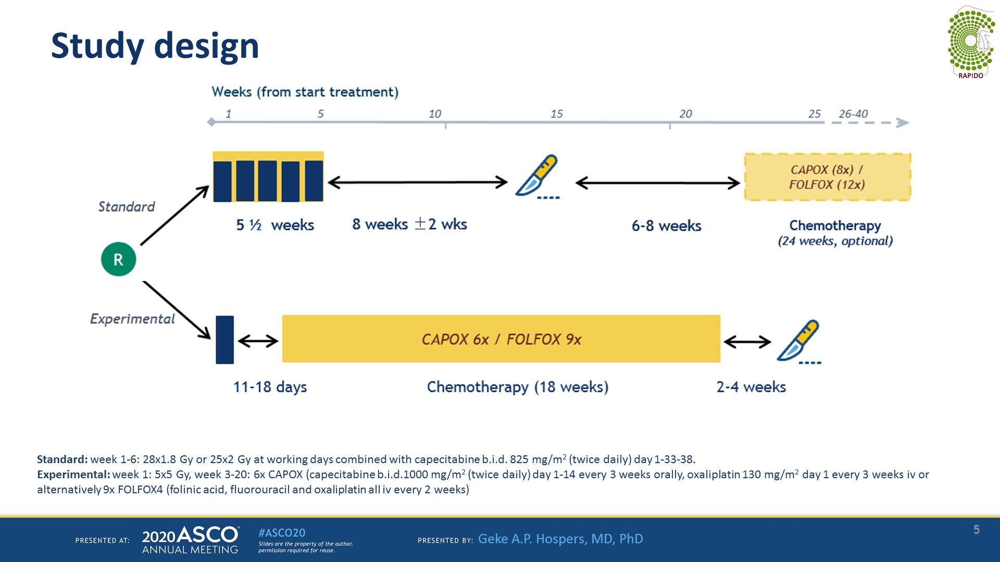 Study design
RAPIDO
Weeks (from start treatment)
1 5 10 15 20 25 26-40
CAPOX (8x) /
FOLFOX (12x)
Standard
5 ½ weeks
8 weeks ±2 wks
6-8 weeks
Chemotherapy
(24 weeks, optional)
R
Experimental
CAPOX 6x / FOLFOX 9x
11-18 days
Chemotherapy (18 weeks)
2-4 weeks
Standard: week 1-6: 28x1.8 Gy or 25x2 Gy at working days combined with capecitabine b.i.d. 825 mg/m² (twice daily) day 1-33-38.
Experimental: week 1: 5x5 Gy, week 3-20: 6x CAPOX (capecitabine b.i.d.1000 mg/m² (twice daily) day 1-14 every 3 weeks orally, oxaliplatin 130 mg/m² day 1 every 3 weeks iv or
alternatively 9x FOLFOX4 (folinic acid, fluorouracil and oxaliplatin all iv every 2 weeks)
PRESENTED AT:
2020 ASCO®
ANNUAL MEETING
#ASCO20
Slides are the property of the author,
permission required for reuse.
PRESENTED BY: Geke A.P. Hospers, MD, PhD
5